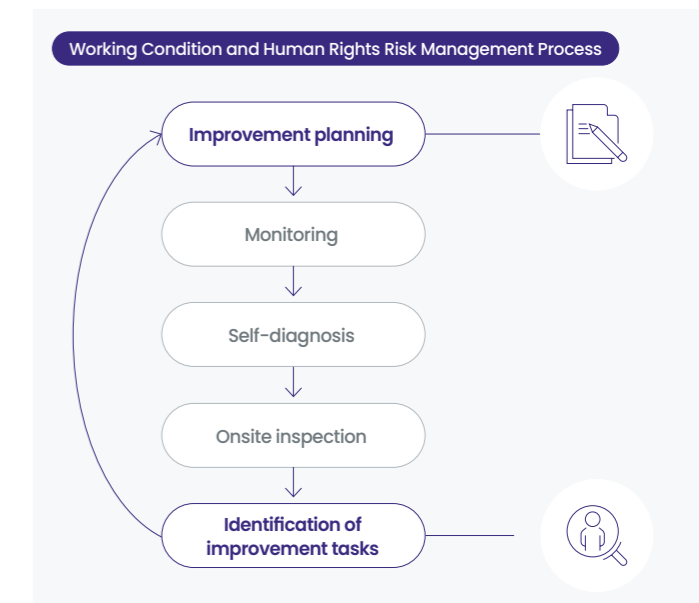 Working Condition and Human Rights Risk Management Process
Improvement planning
Monitoring
Self-diagnosis
Onsite inspection
Identification of
improvement tasks